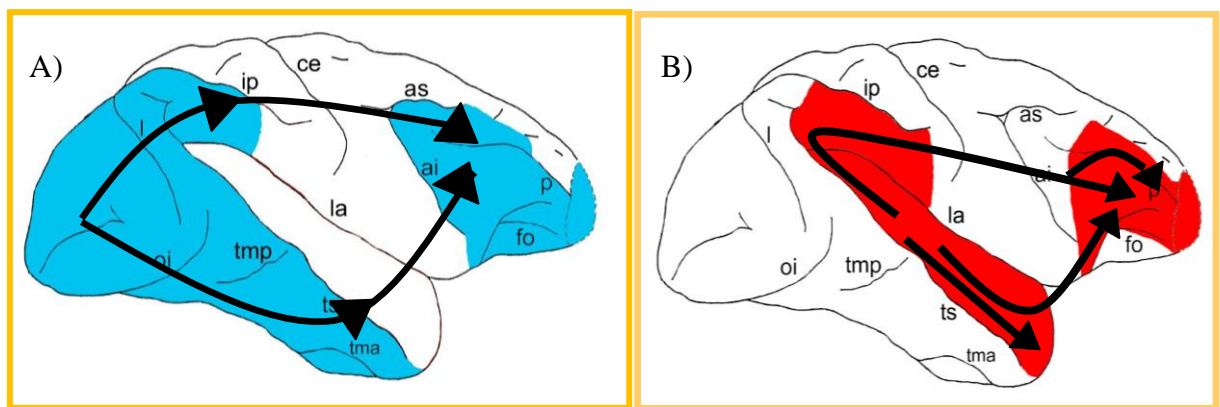 A)
ce
ip
as
l
ai
p
la
fo
tmp
oi
ts
tma
B)
ce
ip
as
l
ai
p
la
fo
tmp
oi
ts
tma